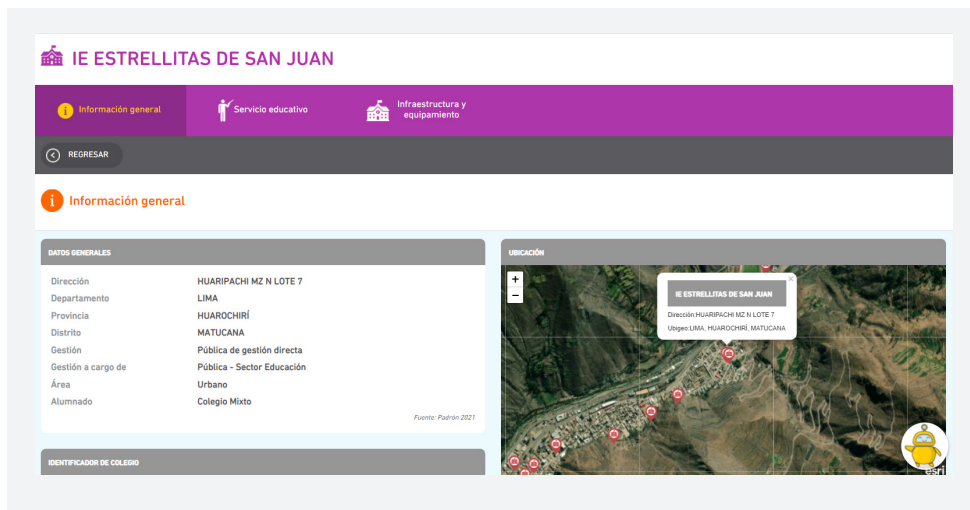 IE ESTRELLITAS DE SAN JUAN
Información general
Servicio educativo
Infraestructura y
equipamiento
REGRESAR
Información general
DATOS GENERALES
Dirección HUARIPACHI MZ N LOTE 7
Departamento LIMA
Provincia HUAROCHIRÍ
Distrito MATUCANA
Gestión Pública de gestión directa
Gestión a cargo de Pública - Sector Educación
Área Urbano
Alumnado Colegio Mixto
Fuente: Padrón 2021
IDENTIFICADOR DE COLEGIO
UBICACIÓN
+
−
×
IE ESTRELLITAS DE SAN JUAN
Dirección:HUARIPACHI MZ N LOTE 7
Ubigeo:LIMA, HUAROCHIRÍ, MATUCANA
esri